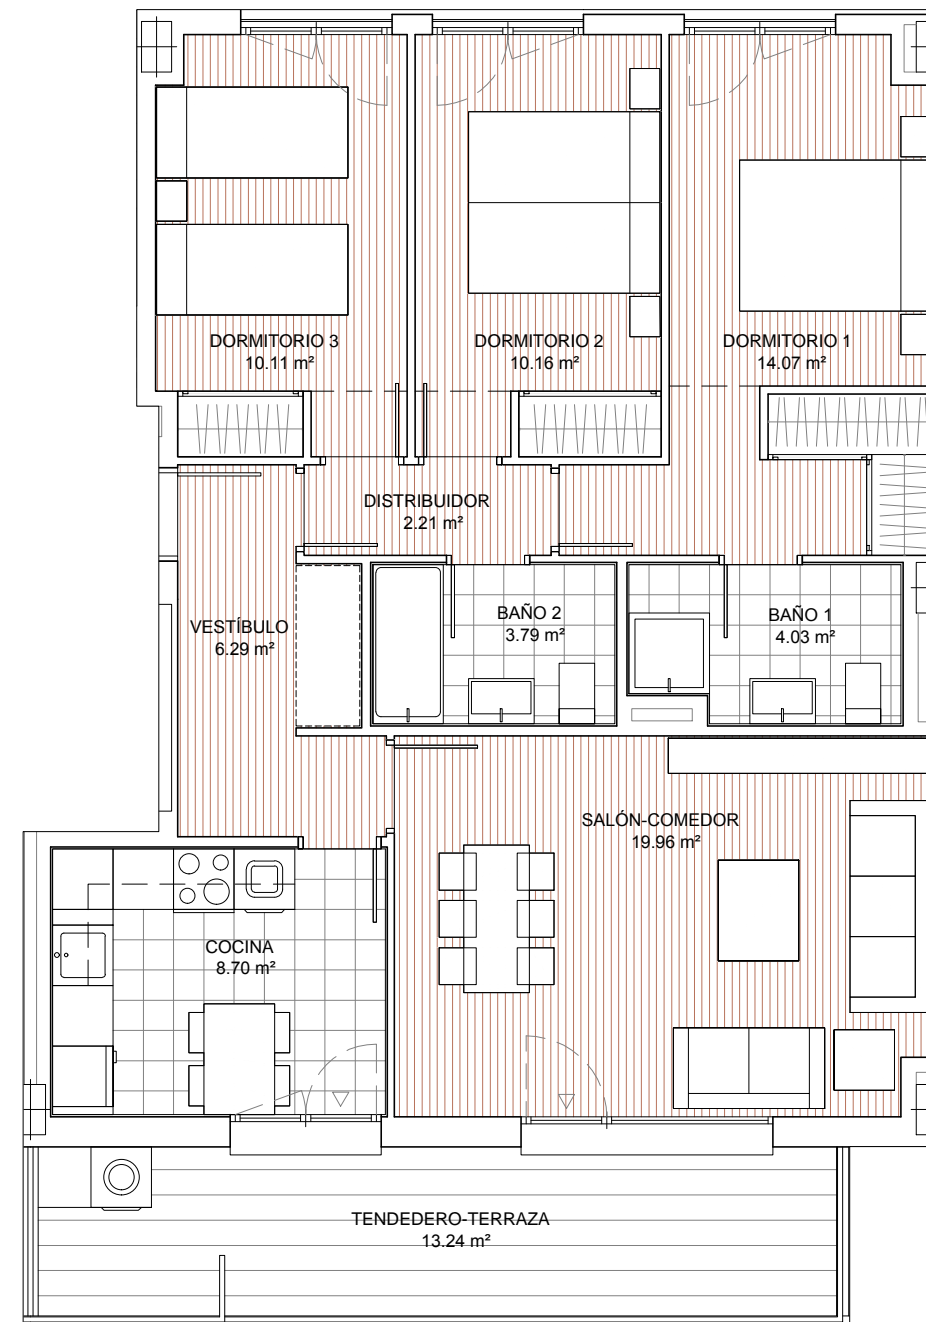 DORMITORIO 3
10.11 m²
DORMITORIO 2
10.16 m²
DORMITORIO 1
14.07 m²
DISTRIBUIDOR
2.21 m²
VESTÍBULO
6.29 m²
BAÑO 2
3.79 m²
BAÑO 1
4.03 m²
SALÓN-COMEDOR
19.96 m²
COCINA
8.70 m²
TENDEDERO-TERRAZA
13.24 m²